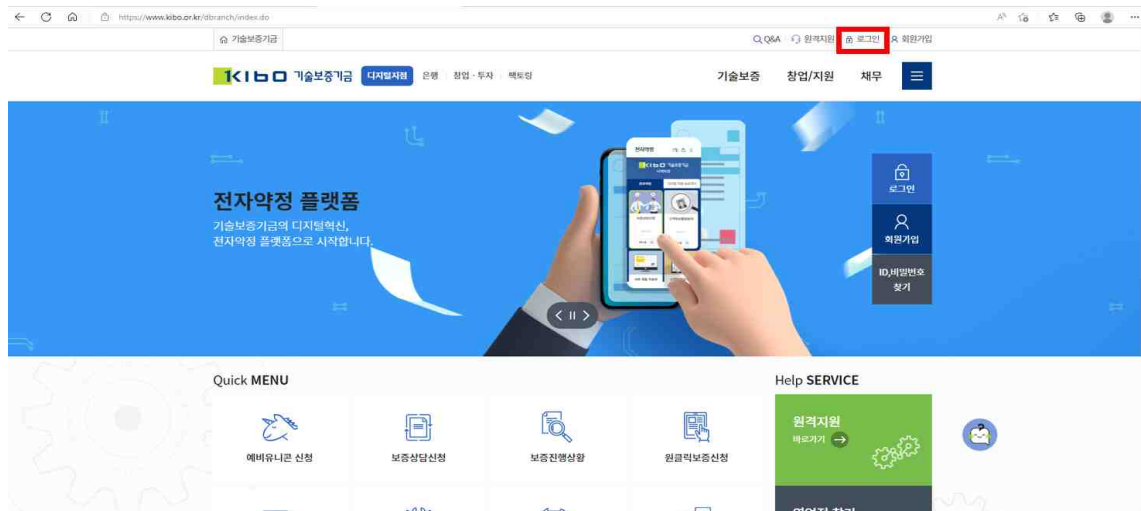 https://www.kibo.or.kr/dbranch/index.do
기술보증기금
Q&A 원격지원 로그인 회원가입
KIBO 기술보증기금 디지털지점 은행 창업·투자 팩토링
기술보증 창업/지원 채무
전자약정 플랫폼
기술보증기금의 디지털혁신,
전자약정 플랫폼으로 시작합니다.
로그인
회원가입
ID,비밀번호
찾기
Quick MENU
Help SERVICE
예비유니콘 신청
보증상담신청
보증진행상황
원클릭보증신청
원격지원
바로가기